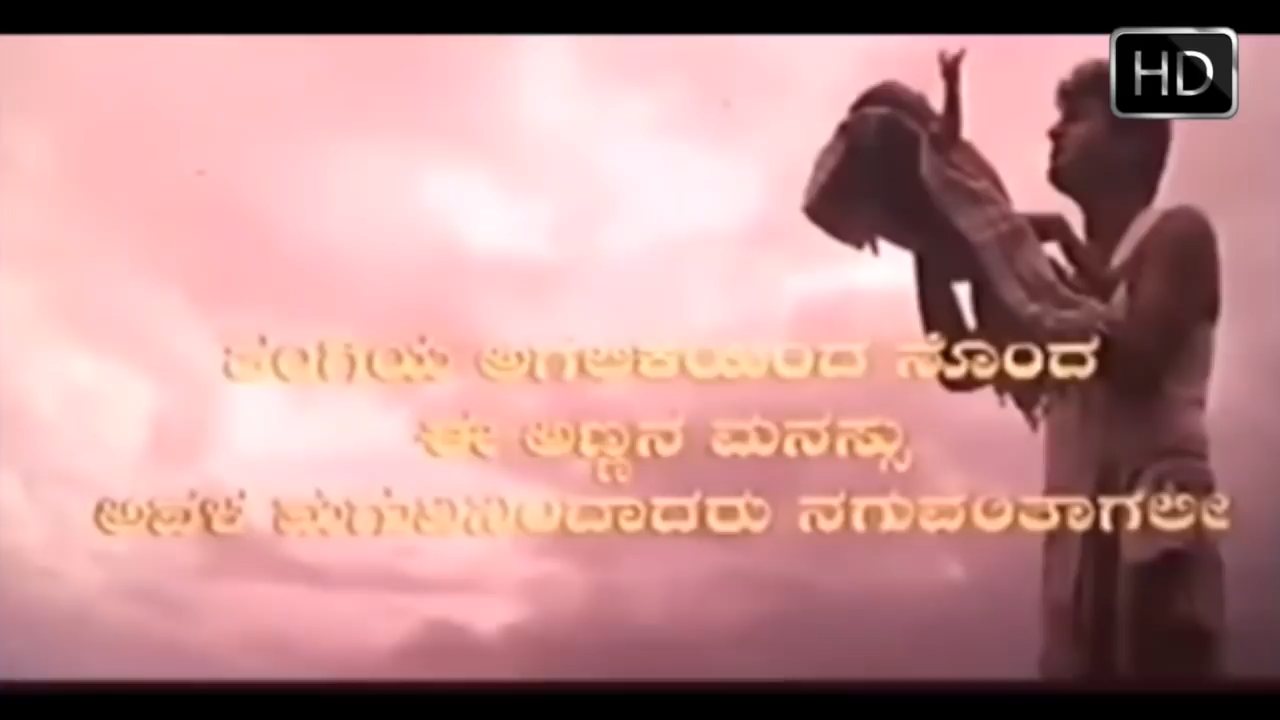 HD
ತಂಗಿಯ ಅಗಲಿಕೆಯಿಂದ ನೊಂದ
ಈ ಅಣ್ಣನ ಮನಸ್ಸು
ಅವಳ ಮಗುವಿನಿಂದಾದರು ನಗುವಂತಾಗಲೀ